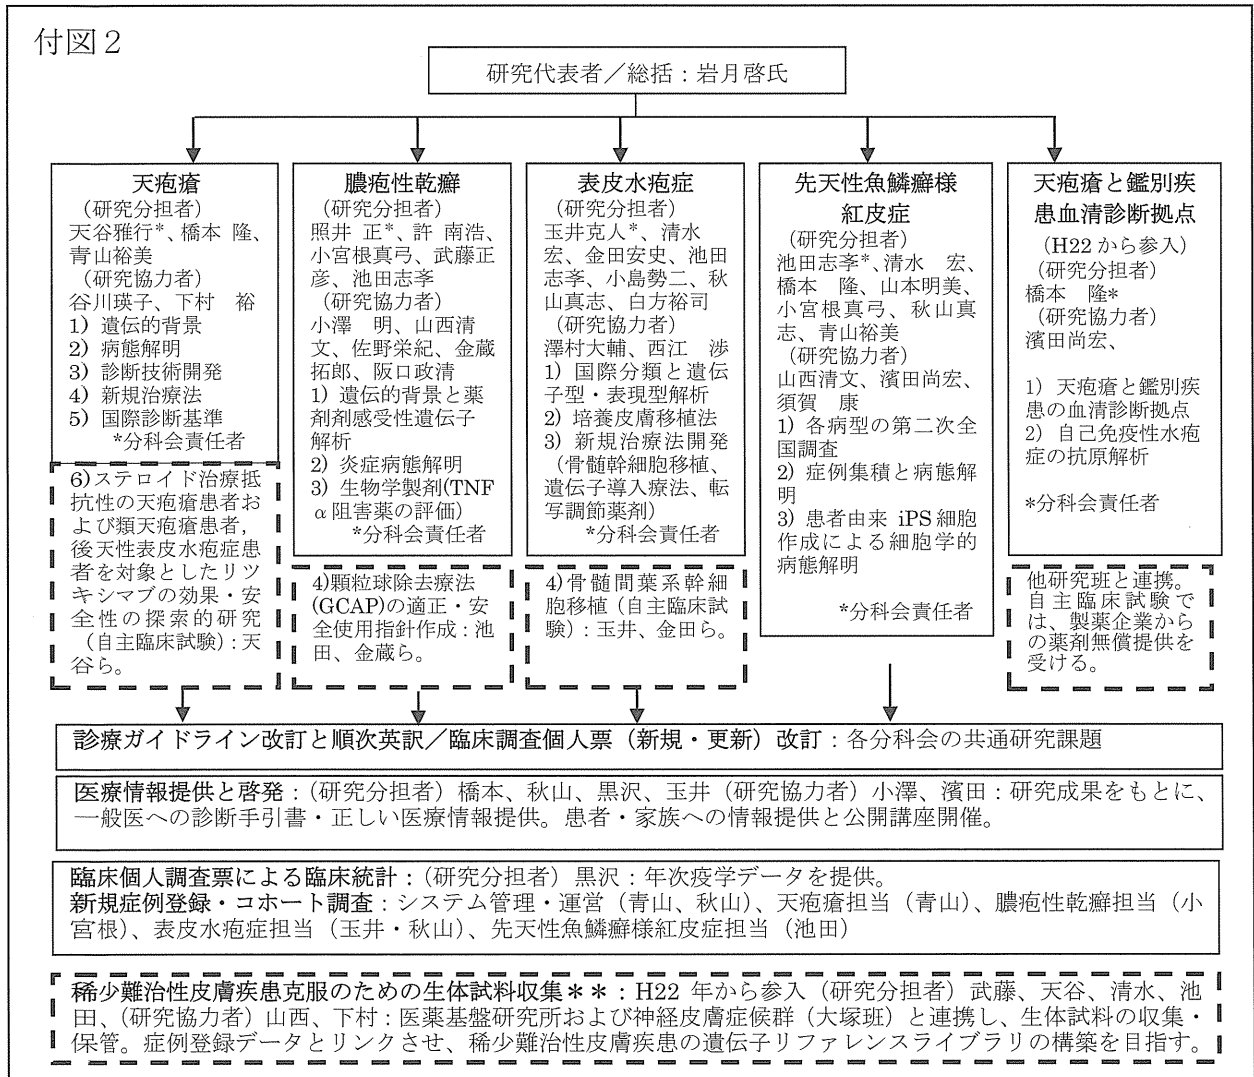 付図２
研究代表者／総括：岩月啓氏
天疱瘡
(研究分担者)
天谷雅行*、橋本 隆、
青山裕美
(研究協力者)
谷川瑛子、下村 裕
1) 遺伝的背景
2) 病態解明
3) 診断技術開発
4) 新規治療法
5) 国際診断基準
*分科会責任者
6)ステロイド治療抵
抗性の天疱瘡患者お
よび類天疱瘡患者，
後天性表皮水疱症患
者を対象としたリツ
キシマブの効果・安
全性の探索的研究
（自主臨床試験）：天
谷ら。
膿疱性乾癬
(研究分担者)
照井 正*、許 南浩、
小宮根真弓、武藤正
彦、池田志斈
(研究協力者)
小澤 明、山西清
文、佐野栄紀、金蔵
拓郎、阪口政清
1) 遺伝的背景と薬
剤剤感受性遺伝子
解析
2) 炎症病態解明
3) 生物学製剤(TNF
α阻害薬の評価)
*分科会責任者
4)顆粒球除去療法
(GCAP)の適正・安
全使用指針作成：池
田、金蔵ら。
表皮水疱症
(研究分担者)
玉井克人*、清水
宏、金田安史、池田
志斈、小島勢二、秋
山真志、白方裕司
(研究協力者)
澤村大輔、西江 渉
1) 国際分類と遺伝
子型・表現型解析
2) 培養皮膚移植法
3) 新規治療法開発
（骨髄幹細胞移植、
遺伝子導入療法、転
写調節薬剤）
*分科会責任者
4) 骨髄間葉系幹細
胞移植（自主臨床試
験）：玉井、金田ら。
先天性魚鱗癬様
紅皮症
(研究分担者)
池田志斈*、清水 宏、
橋本 隆、山本明美、
小宮根真弓、秋山真
志、青山裕美
(研究協力者)
山西清文、濱田尚宏、
須賀 康
1) 各病型の第二次全
国調査
2) 症例集積と病態解
明
3) 患者由来 iPS 細胞
作成による細胞学的
病態解明
*分科会責任者
天疱瘡と鑑別疾
患血清診断拠点
（H22 から参入）
(研究分担者)
橋本 隆*
(研究協力者)
濱田尚宏、
1) 天疱瘡と鑑別疾
患の血清診断拠点
2) 自己免疫性水疱
症の抗原解析
*分科会責任者
他研究班と連携。
自主臨床試験で
は、製薬企業から
の薬剤無償提供を
受ける。
診療ガイドライン改訂と順次英訳／臨床調査個人票（新規・更新）改訂：各分科会の共通研究課題
医療情報提供と啓発：(研究分担者）橋本、秋山、黒沢、玉井（研究協力者）小澤、濱田：研究成果をもとに、
一般医への診断手引書・正しい医療情報提供。患者・家族への情報提供と公開講座開催。
臨床個人調査票による臨床統計：(研究分担者）黒沢：年次疫学データを提供。
新規症例登録・コホート調査：システム管理・運営（青山、秋山）、天疱瘡担当（青山）、膿疱性乾癬担当（小
宮根）、表皮水疱症担当（玉井・秋山）、先天性魚鱗癬様紅皮症担当（池田）
稀少難治性皮膚疾患克服のための生体試料収集＊＊：H22 年から参入（研究分担者）武藤、天谷、清水、池
田、（研究協力者）山西、下村：医薬基盤研究所および神経皮膚症候群（大塚班）と連携し、生体試料の収集・
保管。症例登録データとリンクさせ、稀少難治性皮膚疾患の遺伝子リファレンスライブラリの構築を目指す。